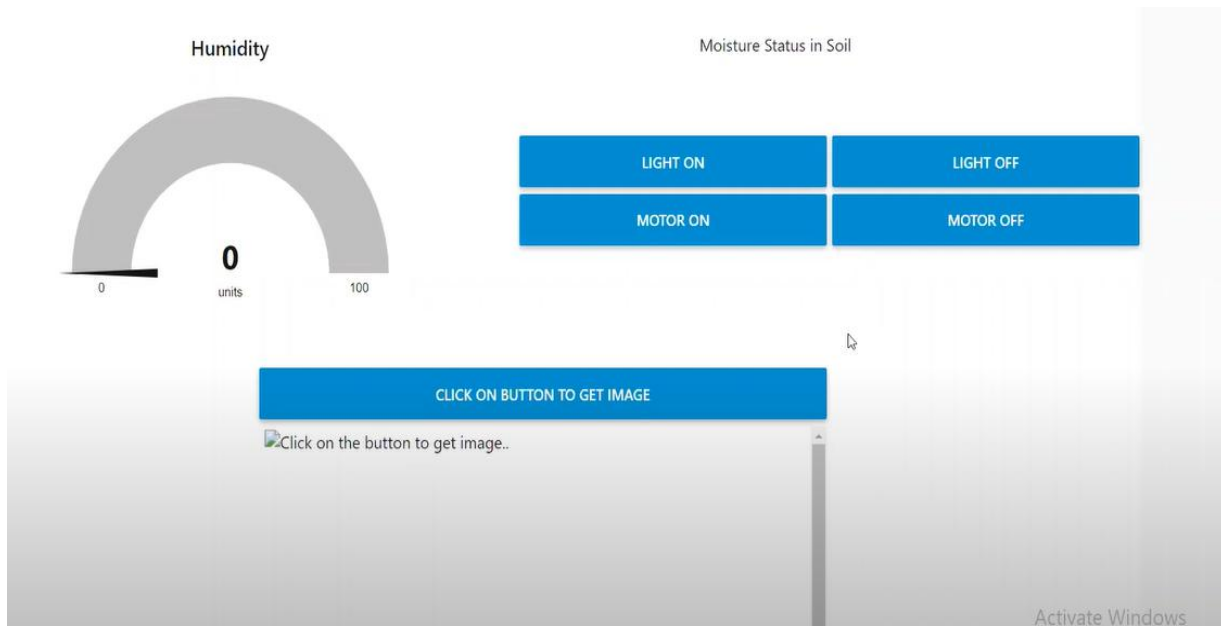 Humidity
0
units
0
100
Moisture Status in Soil
LIGHT ON
LIGHT OFF
MOTOR ON
MOTOR OFF
CLICK ON BUTTON TO GET IMAGE
Click on the button to get image..
Activate Windows